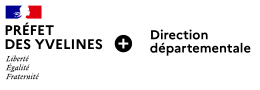 PRÉFET
DES YVELINES
Liberté
Égalité
Fraternité
Direction
départementale